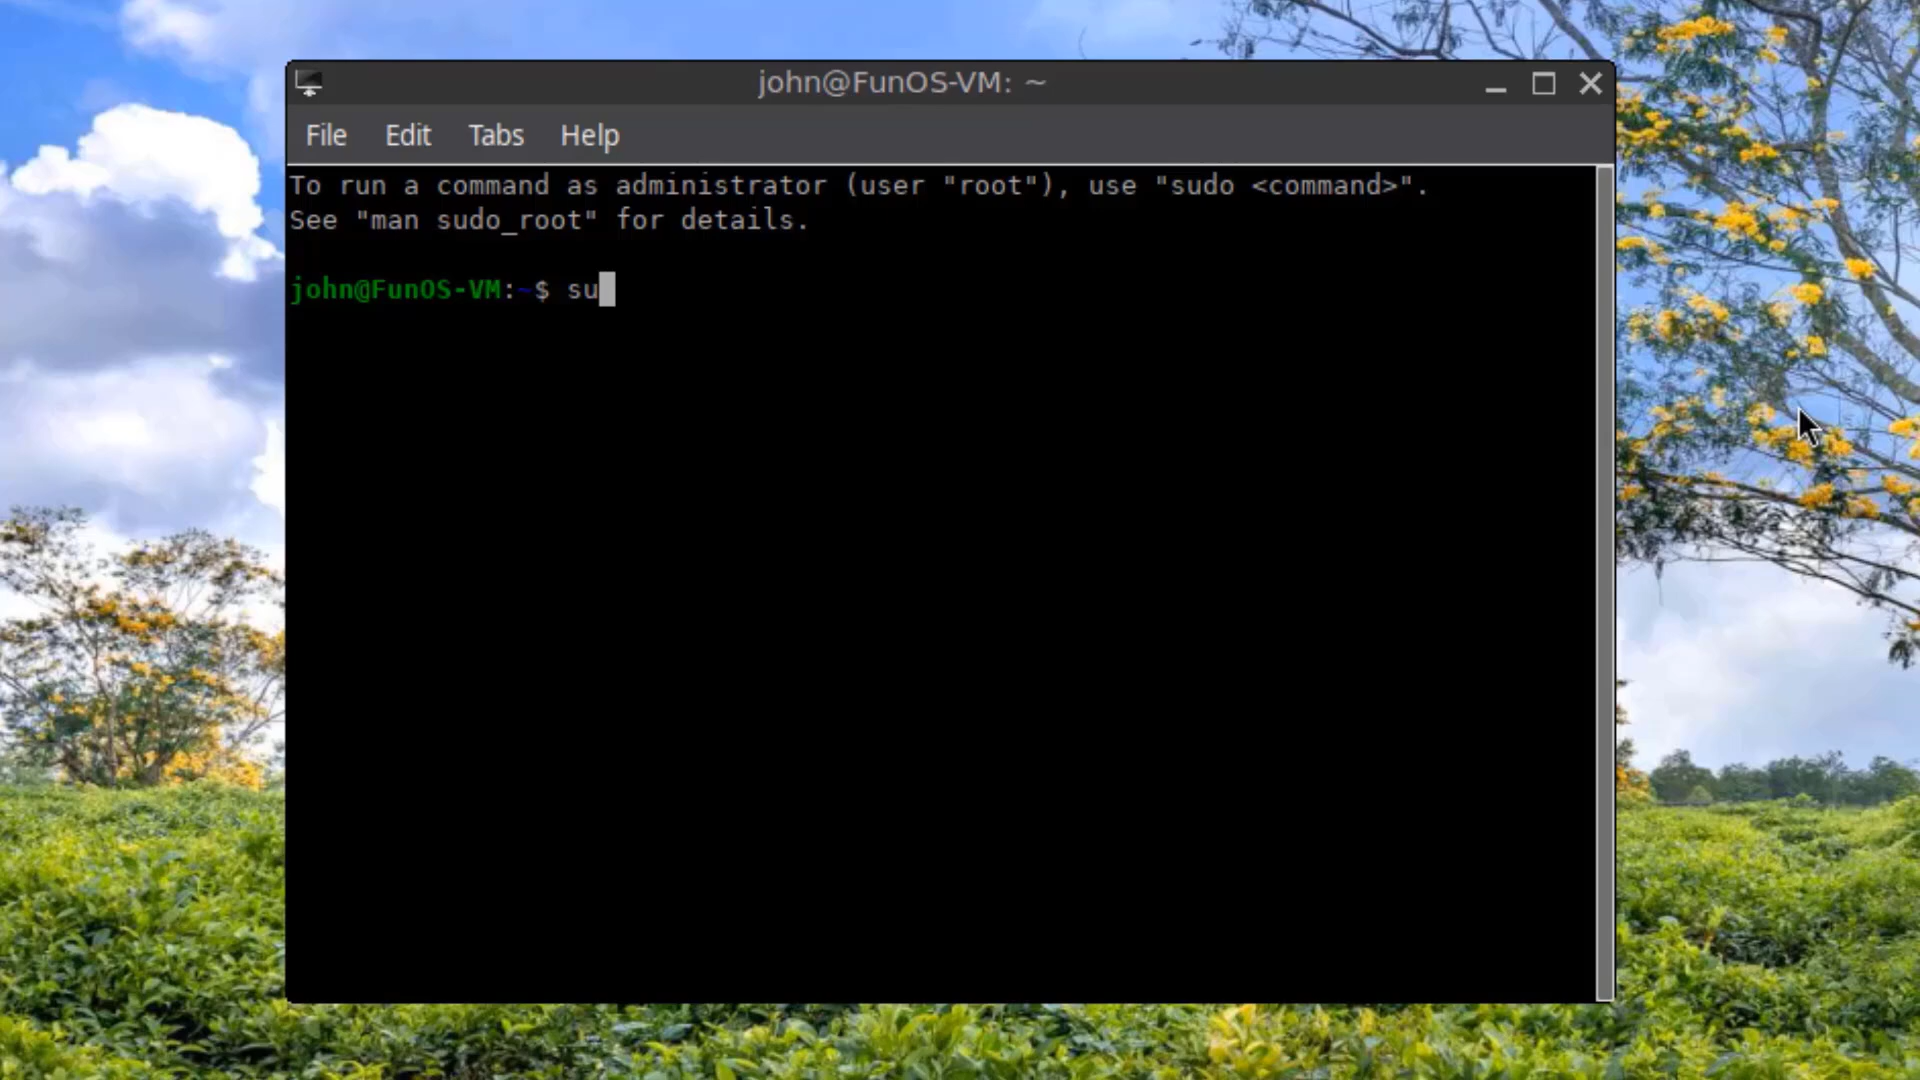 john@FunOS-VM: ~
File Edit Tabs Help
To run a command as administrator (user "root"), use "sudo <command>".
See "man sudo_root" for details.
john@FunOS-VM:~$ su